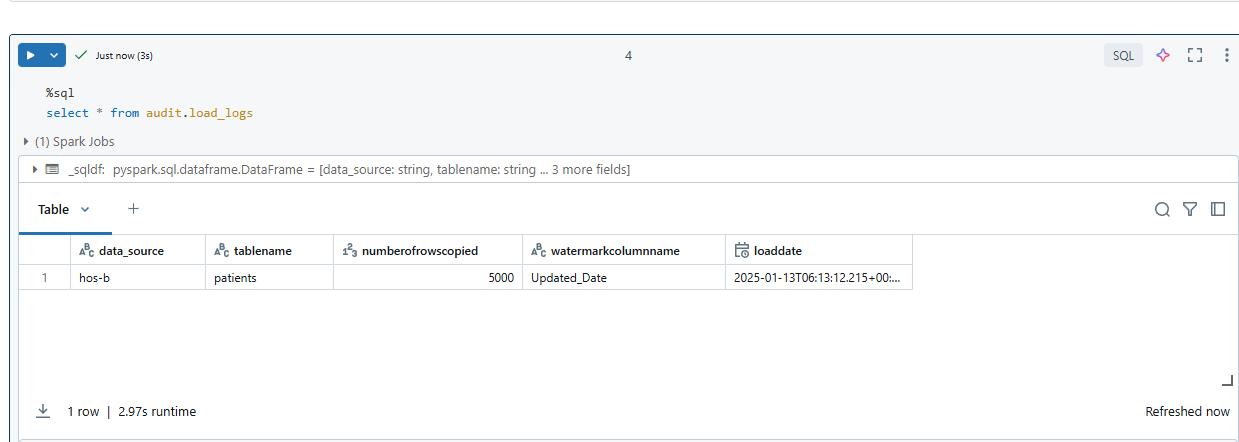 Just now (3s)
4
SQL
%sql
select * from audit.load_logs
(1) Spark Jobs
_sqldf: pyspark.sql.dataframe.DataFrame = [data_source: string, tablename: string ... 3 more fields]
Table
data_source tablename numberofrowscopied watermarkcolumnname loaddate
1 hos-b patients 5000 Updated_Date 2025-01-13T06:13:12.215+00:...
1 row | 2.97s runtime
Refreshed now